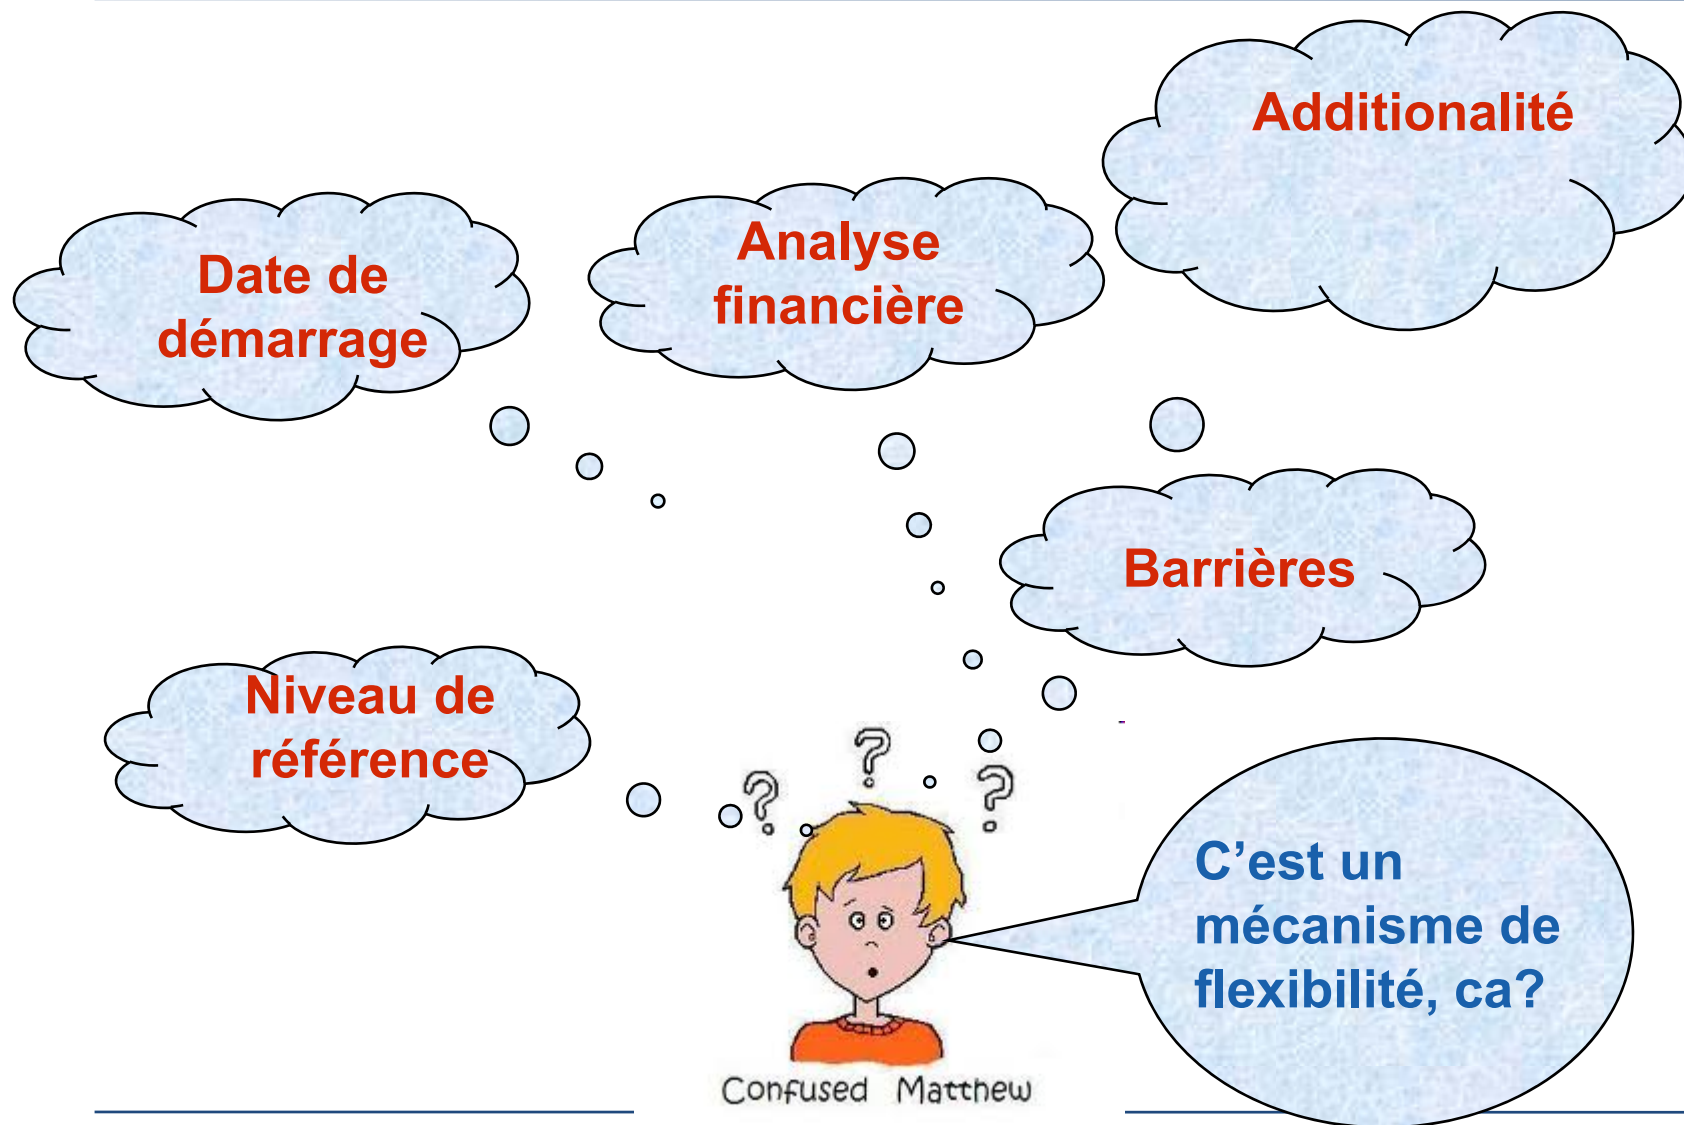 Additionalité
Date de
démarrage
Analyse
financière
Barrières
Niveau de
référence
?
?
?
C’est un
mécanisme de
flexibilité, ca?
Confused Matthew